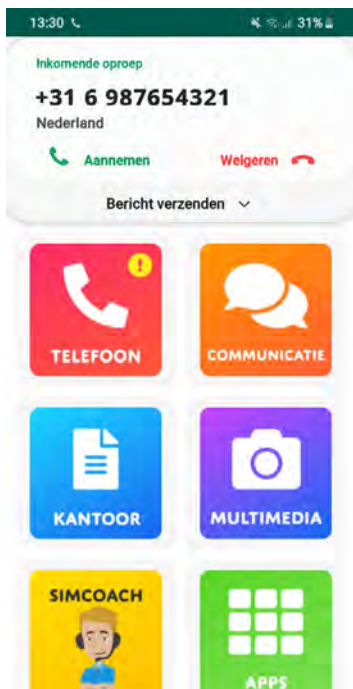 13:30 31%
Inkomende oproep
+31 6 987654321
Nederland
Aannemen Weigeren
Bericht verzenden
!
TELEFOON COMMUNICATIE
KANTOOR MULTIMEDIA
SIMCOACH
APPS